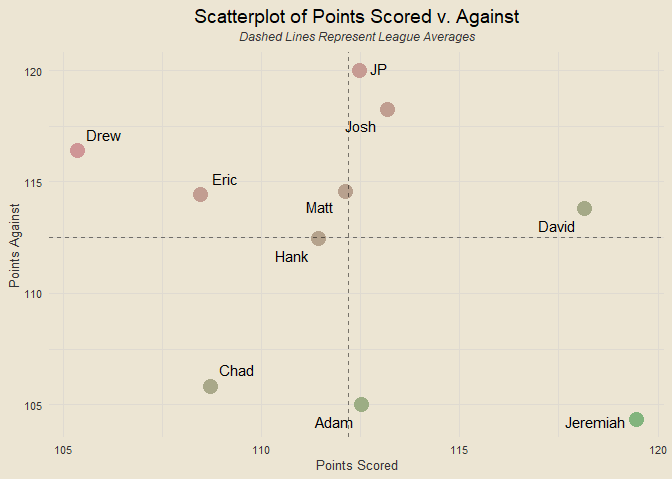 Scatterplot of Points Scored v. Against
Dashed Lines Represent League Averages
120
JP
Josh
Drew
115
Eric
Matt
David
Hank
110
Chad
105
Adam
Jeremiah
Points Against
105
110
115
120
Points Scored